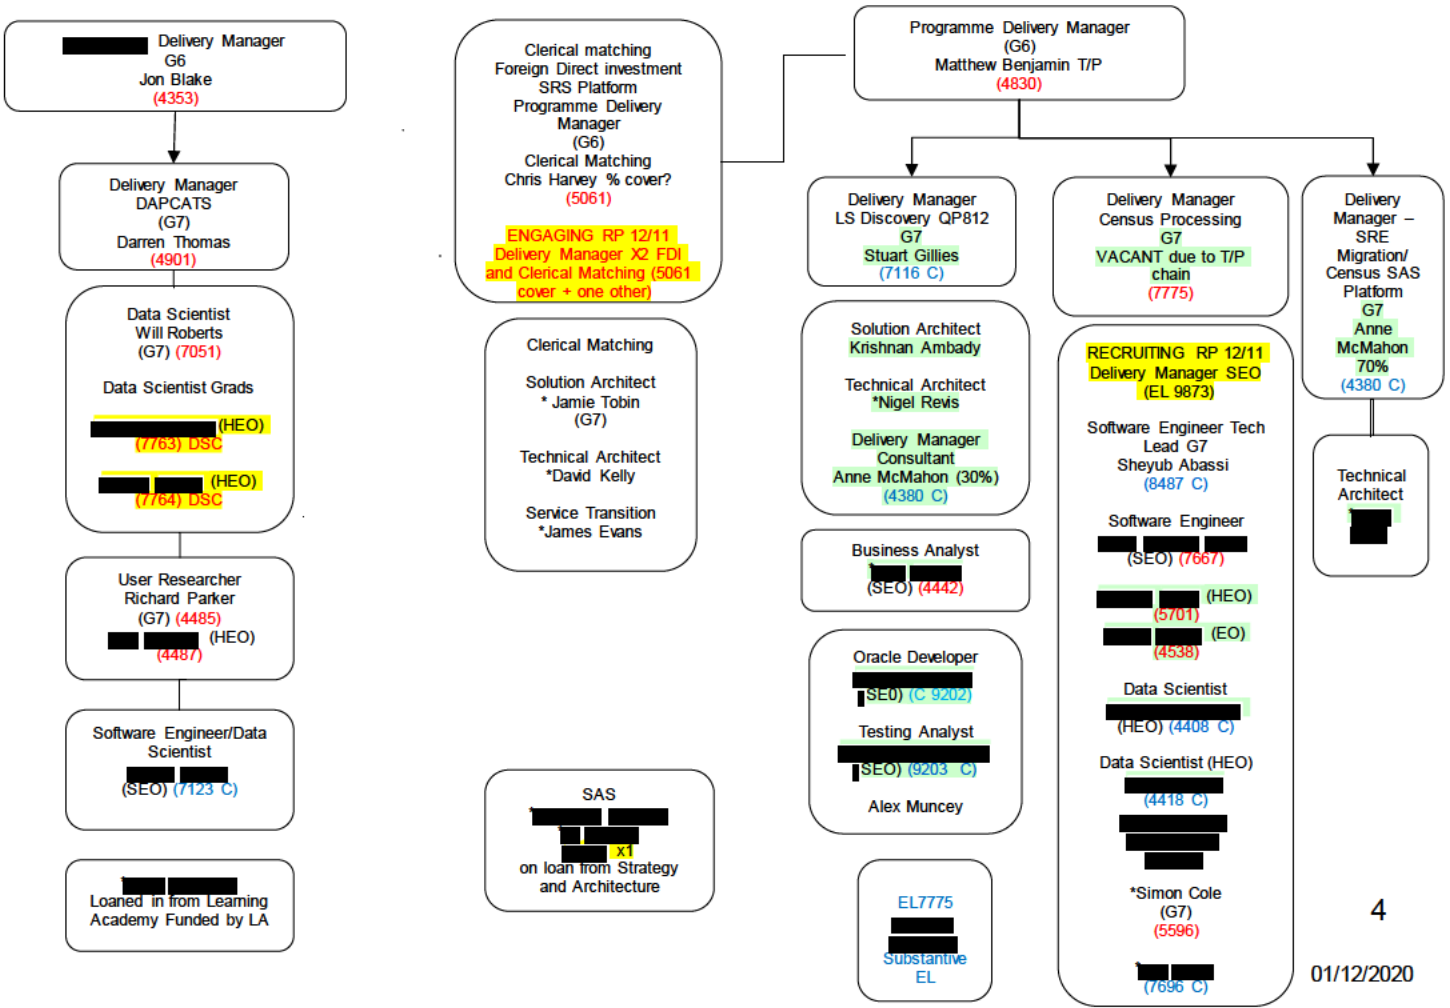 Delivery Manager
G6
Jon Blake
(4353)
Delivery Manager
DAPCATS
(G7)
Darren Thomas
(4901)
Data Scientist
Will Roberts
(G7) (7051)
Data Scientist Grads
(HEO)
(7763) DSC
(HEO)
(7764) DSC
User Researcher
Richard Parker
(G7) (4485)
(HEO)
(4487)
Software Engineer/Data
Scientist
(SEO) (7123 C)
*
Loaned in from Learning
Academy Funded by LA
Clerical matching
Foreign Direct investment
SRS Platform
Programme Delivery
Manager
(G6)
Clerical Matching
Chris Harvey % cover?
(5061)
ENGAGING RP 12/11
Delivery Manager X2 FDI
and Clerical Matching (5061
cover + one other)
Clerical Matching
Solution Architect
* Jamie Tobin
(G7)
Technical Architect
*David Kelly
Service Transition
*James Evans
SAS
*
*
x1
on loan from Strategy
and Architecture
Programme Delivery Manager
(G6)
Matthew Benjamin T/P
(4830)
Delivery Manager
LS Discovery QP812
G7
Stuart Gillies
(7116 C)
Solution Architect
Krishnan Ambady
Technical Architect
*Nigel Revis
Delivery Manager
Consultant
Anne McMahon (30%)
(4380 C)
Business Analyst
*
(SEO) (4442)
Oracle Developer
SE0) (C 9202)
Testing Analyst
SEO) (9203 C)
Alex Muncey
EL7775
Substantive
EL
Delivery Manager
Census Processing
G7
VACANT due to T/P
chain
(7775)
RECRUITING RP 12/11
Delivery Manager SEO
(EL 9873)
Software Engineer Tech
Lead G7
Sheyub Abassi
(8487 C)
Software Engineer
(SEO) (7667)
(HEO)
(5701)
(EO)
(4538)
Data Scientist
(HEO) (4408 C)
Data Scientist (HEO)
(4418 C)
*Simon Cole
(G7)
(5596)
*
(7696 C)
Delivery
Manager –
SRE
Migration/
Census SAS
Platform
G7
Anne
McMahon
70%
(4380 C)
Technical
Architect
*
4
01/12/2020